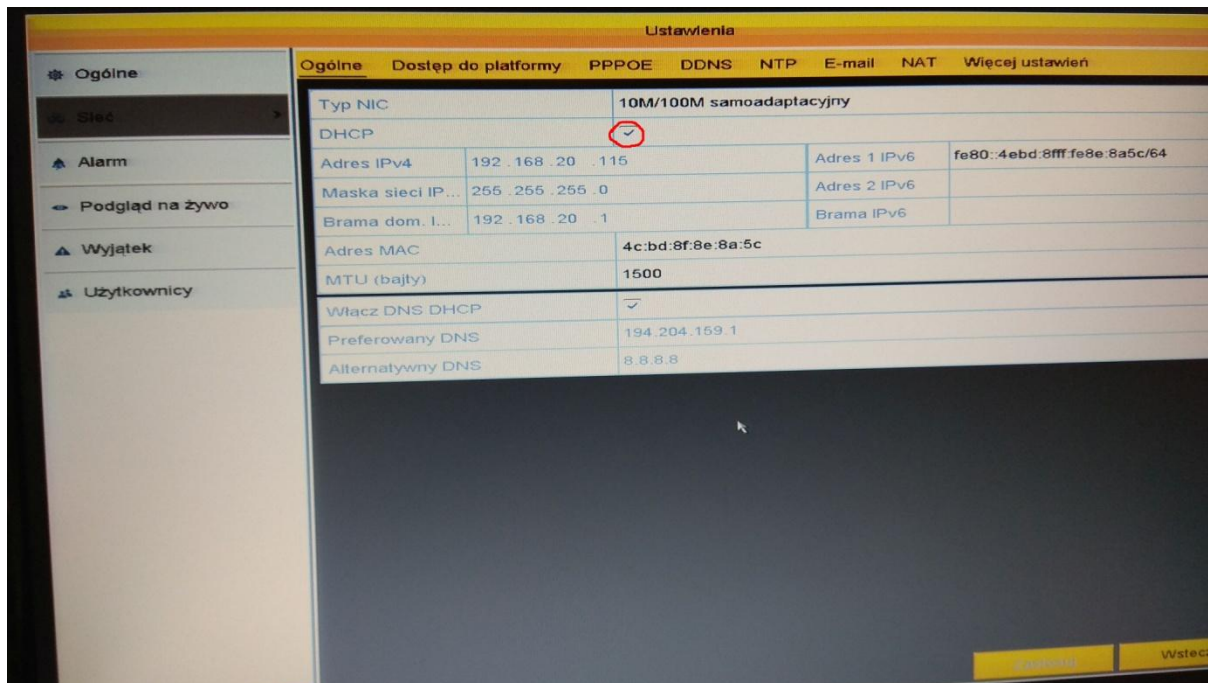 Ustawienia
Ogólne
Sieć
Alarm
Podgląd na żywo
Wyjątek
Użytkownicy
Ogólne Dostęp do platformy PPPOE DDNS NTP E-mail NAT Więcej ustawień
Typ NIC 10M/100M samoadaptacyjny
DHCP
Adres IPv4 192.168.20.115 Adres 1 IPv6 fe80::4ebd:8fff:fe8e:8a5c/64
Maska sieci IP... 255.255.255.0 Adres 2 IPv6
Brama dom. I... 192.168.20.1 Brama IPv6
Adres MAC 4c:bd:8f:8e:8a:5c
MTU (bajty) 1500
Włącz DNS DHCP
Preferowany DNS 194.204.159.1
Alternatywny DNS 8.8.8.8
Zastosuj Wstecz